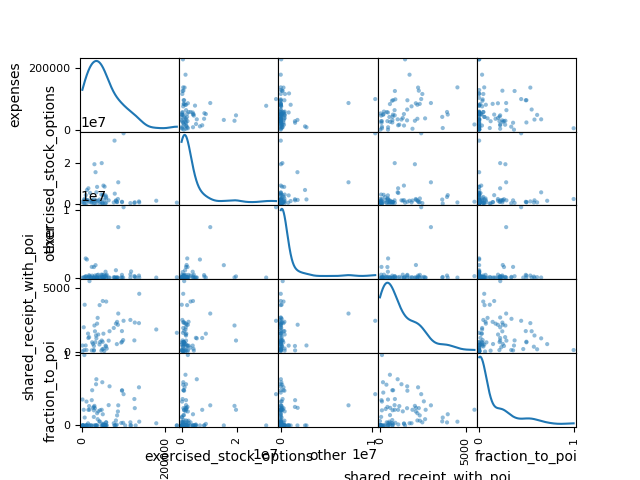 expenses
200000
0
exercised_stock_options
1e7
2
0
other
1e7
1
0
shared_receipt_with_poi
5000
0
fraction_to_poi
1
0
0
200000
0
2
0
1
0
5000
0
1
exercised_stock_options
1e7
other
1e7
fraction_to_poi
shared_receipt_with_poi